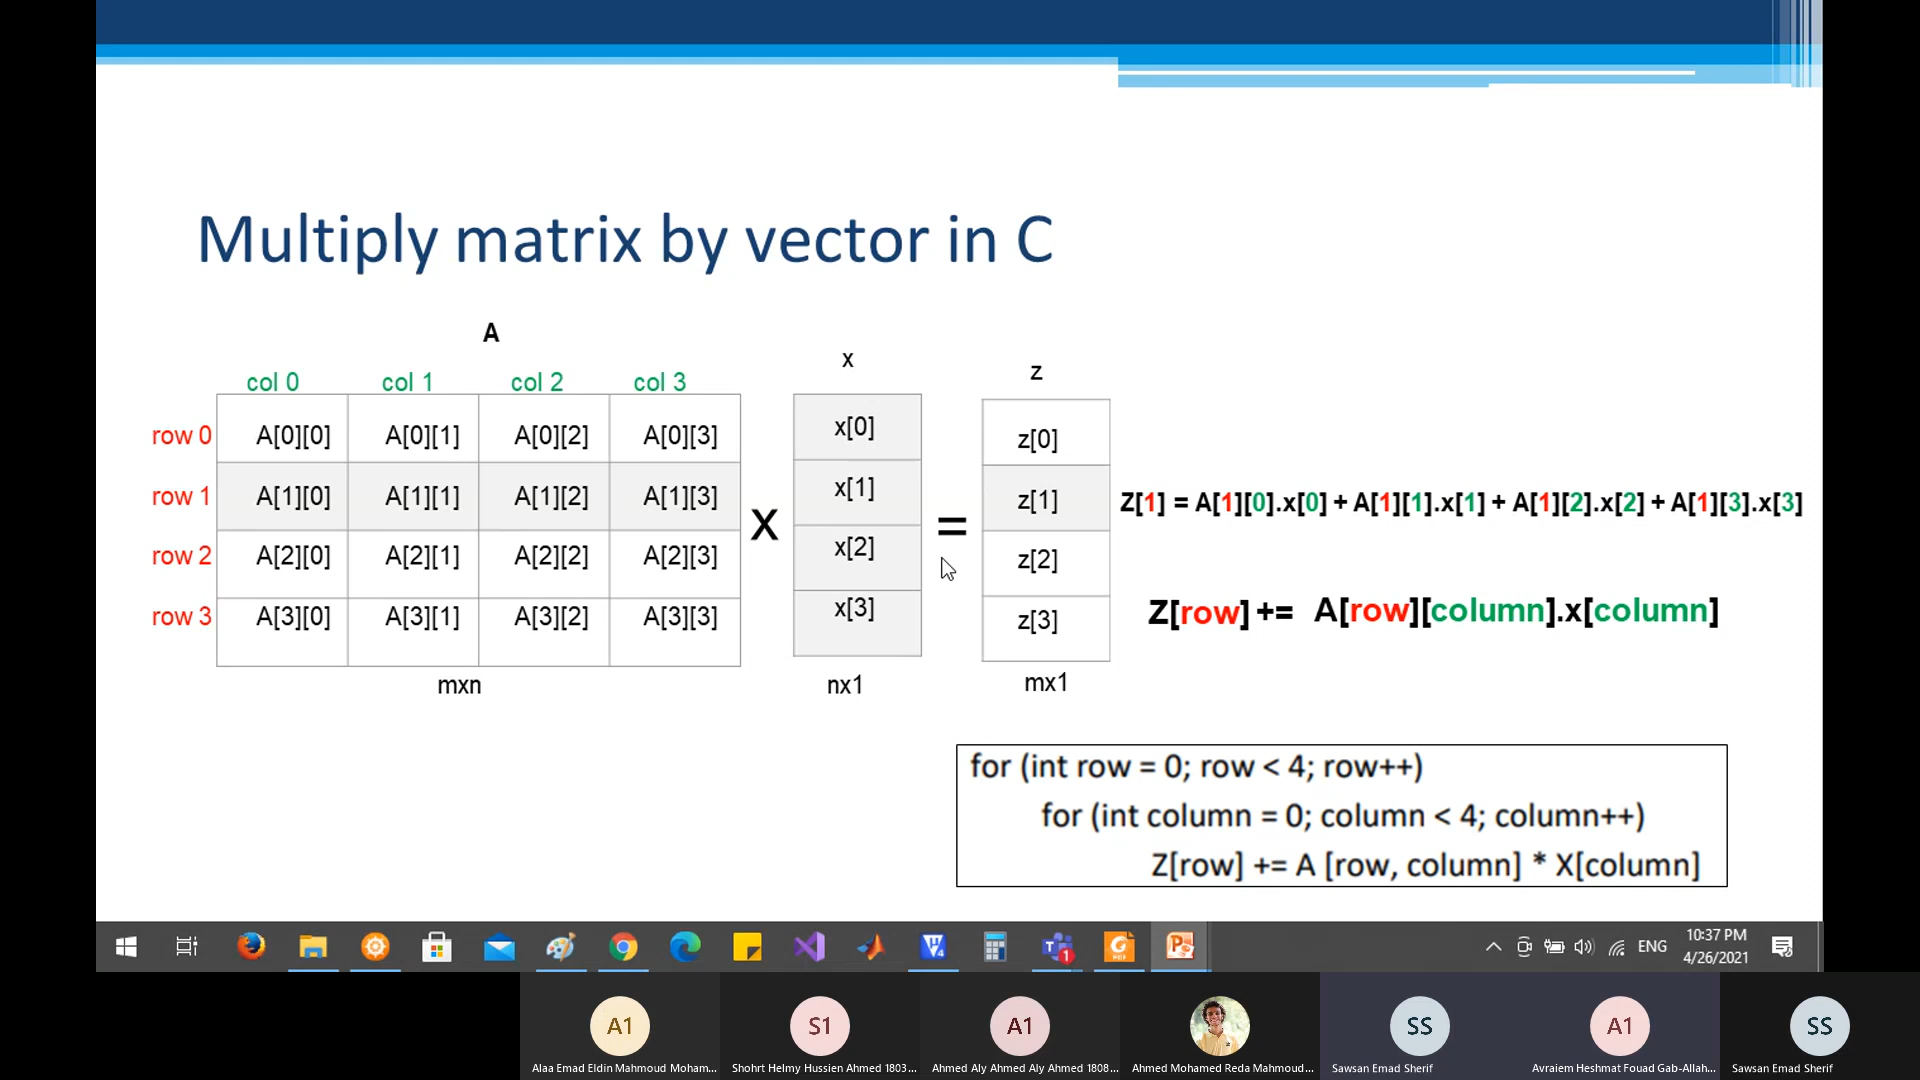 Multiply matrix by vector in C
A
x
z
col 0 col 1 col 2 col 3
row 0 A[0][0] A[0][1] A[0][2] A[0][3]
row 1 A[1][0] A[1][1] A[1][2] A[1][3]
row 2 A[2][0] A[2][1] A[2][2] A[2][3]
row 3 A[3][0] A[3][1] A[3][2] A[3][3]
mxn
X
x[0]
x[1]
x[2]
x[3]
nx1
=
z[0]
z[1]
z[2]
z[3]
mx1
Z[1] = A[1][0].x[0] + A[1][1].x[1] + A[1][2].x[2] + A[1][3].x[3]
Z[row] += A[row][column].x[column]
for (int row = 0; row < 4; row++)
for (int column = 0; column < 4; column++)
Z[row] += A [row, column] * X[column]
ENG
10:37 PM
4/26/2021
A1
S1
A1
SS
A1
SS
Alaa Emad Eldin Mahmoud Moham...
Shohrt Helmy Hussien Ahmed 1803...
Ahmed Aly Ahmed Aly Ahmed 1808...
Ahmed Mohamed Reda Mahmoud...
Sawsan Emad Sherif
Avraiem Heshmat Fouad Gab-Allah...
Sawsan Emad Sherif